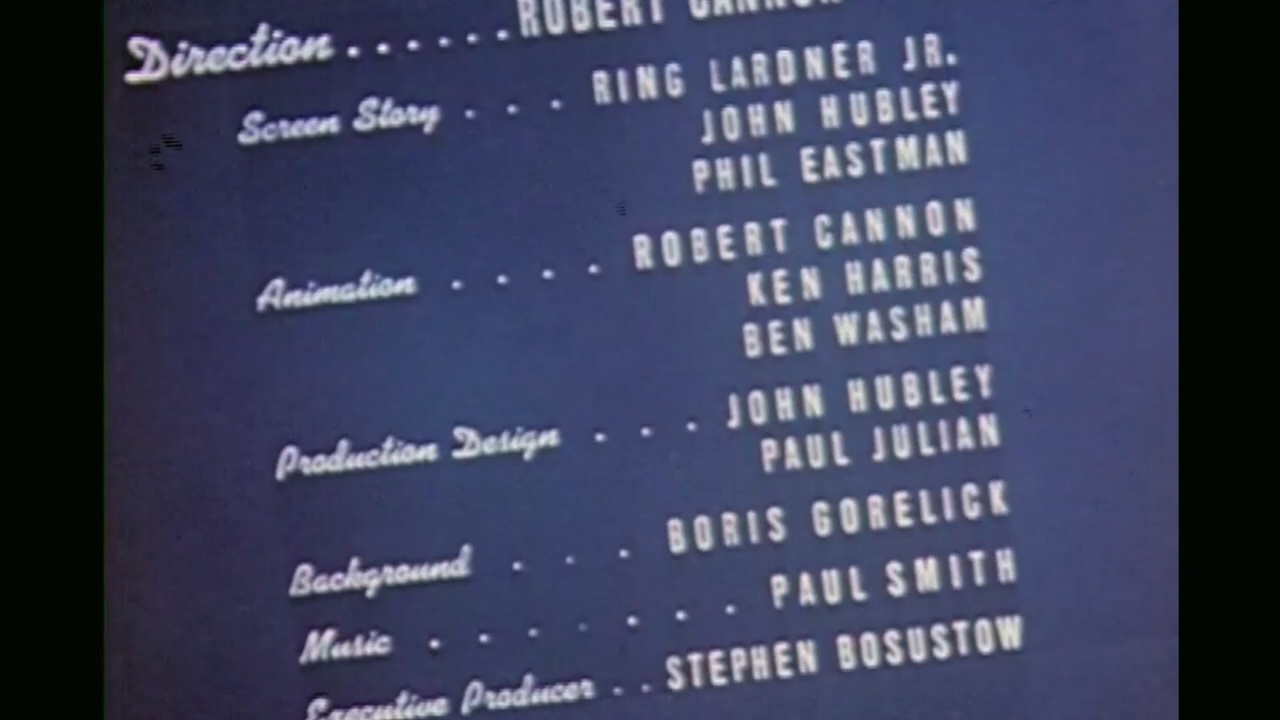 Direction......ROBERT CANNON
Screen Story . . . RING LARDNER JR.
JOHN HUBLEY
PHIL EASTMAN
Animation . . . . ROBERT CANNON
KEN HARRIS
BEN WASHAM
Production Design . . . JOHN HUBLEY
PAUL JULIAN
Background . . . BORIS GORELICK
Music . . . . . . . PAUL SMITH
Executive Producer . . STEPHEN BOSUSTOW